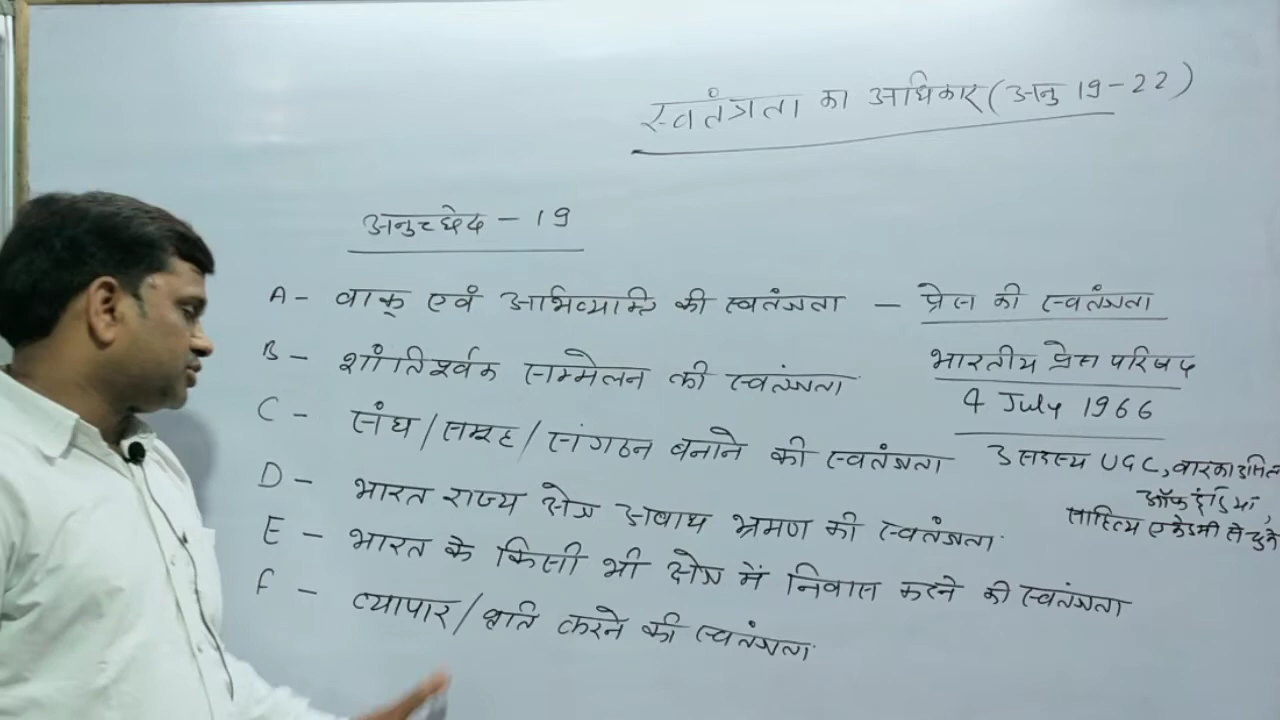 स्वतंत्रता का अधिकार (अनु 19-22)
अनुच्छेद - 19
A - वाक् एवं अभिव्यक्ति की स्वतंत्रता - प्रेस की स्वतंत्रता
B - शांतिपूर्वक सम्मेलन की स्वतंत्रता
भारतीय प्रेस परिषद
4 July 1966
C - संघ/समूह/संगठन बनाने की स्वतंत्रता
3 सदस्य UGC, बारकाउंसिल
ऑफ इंडिया,
साहित्य एकेडमी से चुने
D - भारत राज्य क्षेत्र अबाध भ्रमण की स्वतंत्रता
E - भारत के किसी भी क्षेत्र में निवास करने की स्वतंत्रता
F - व्यापार/वृति करने की स्वतंत्रता